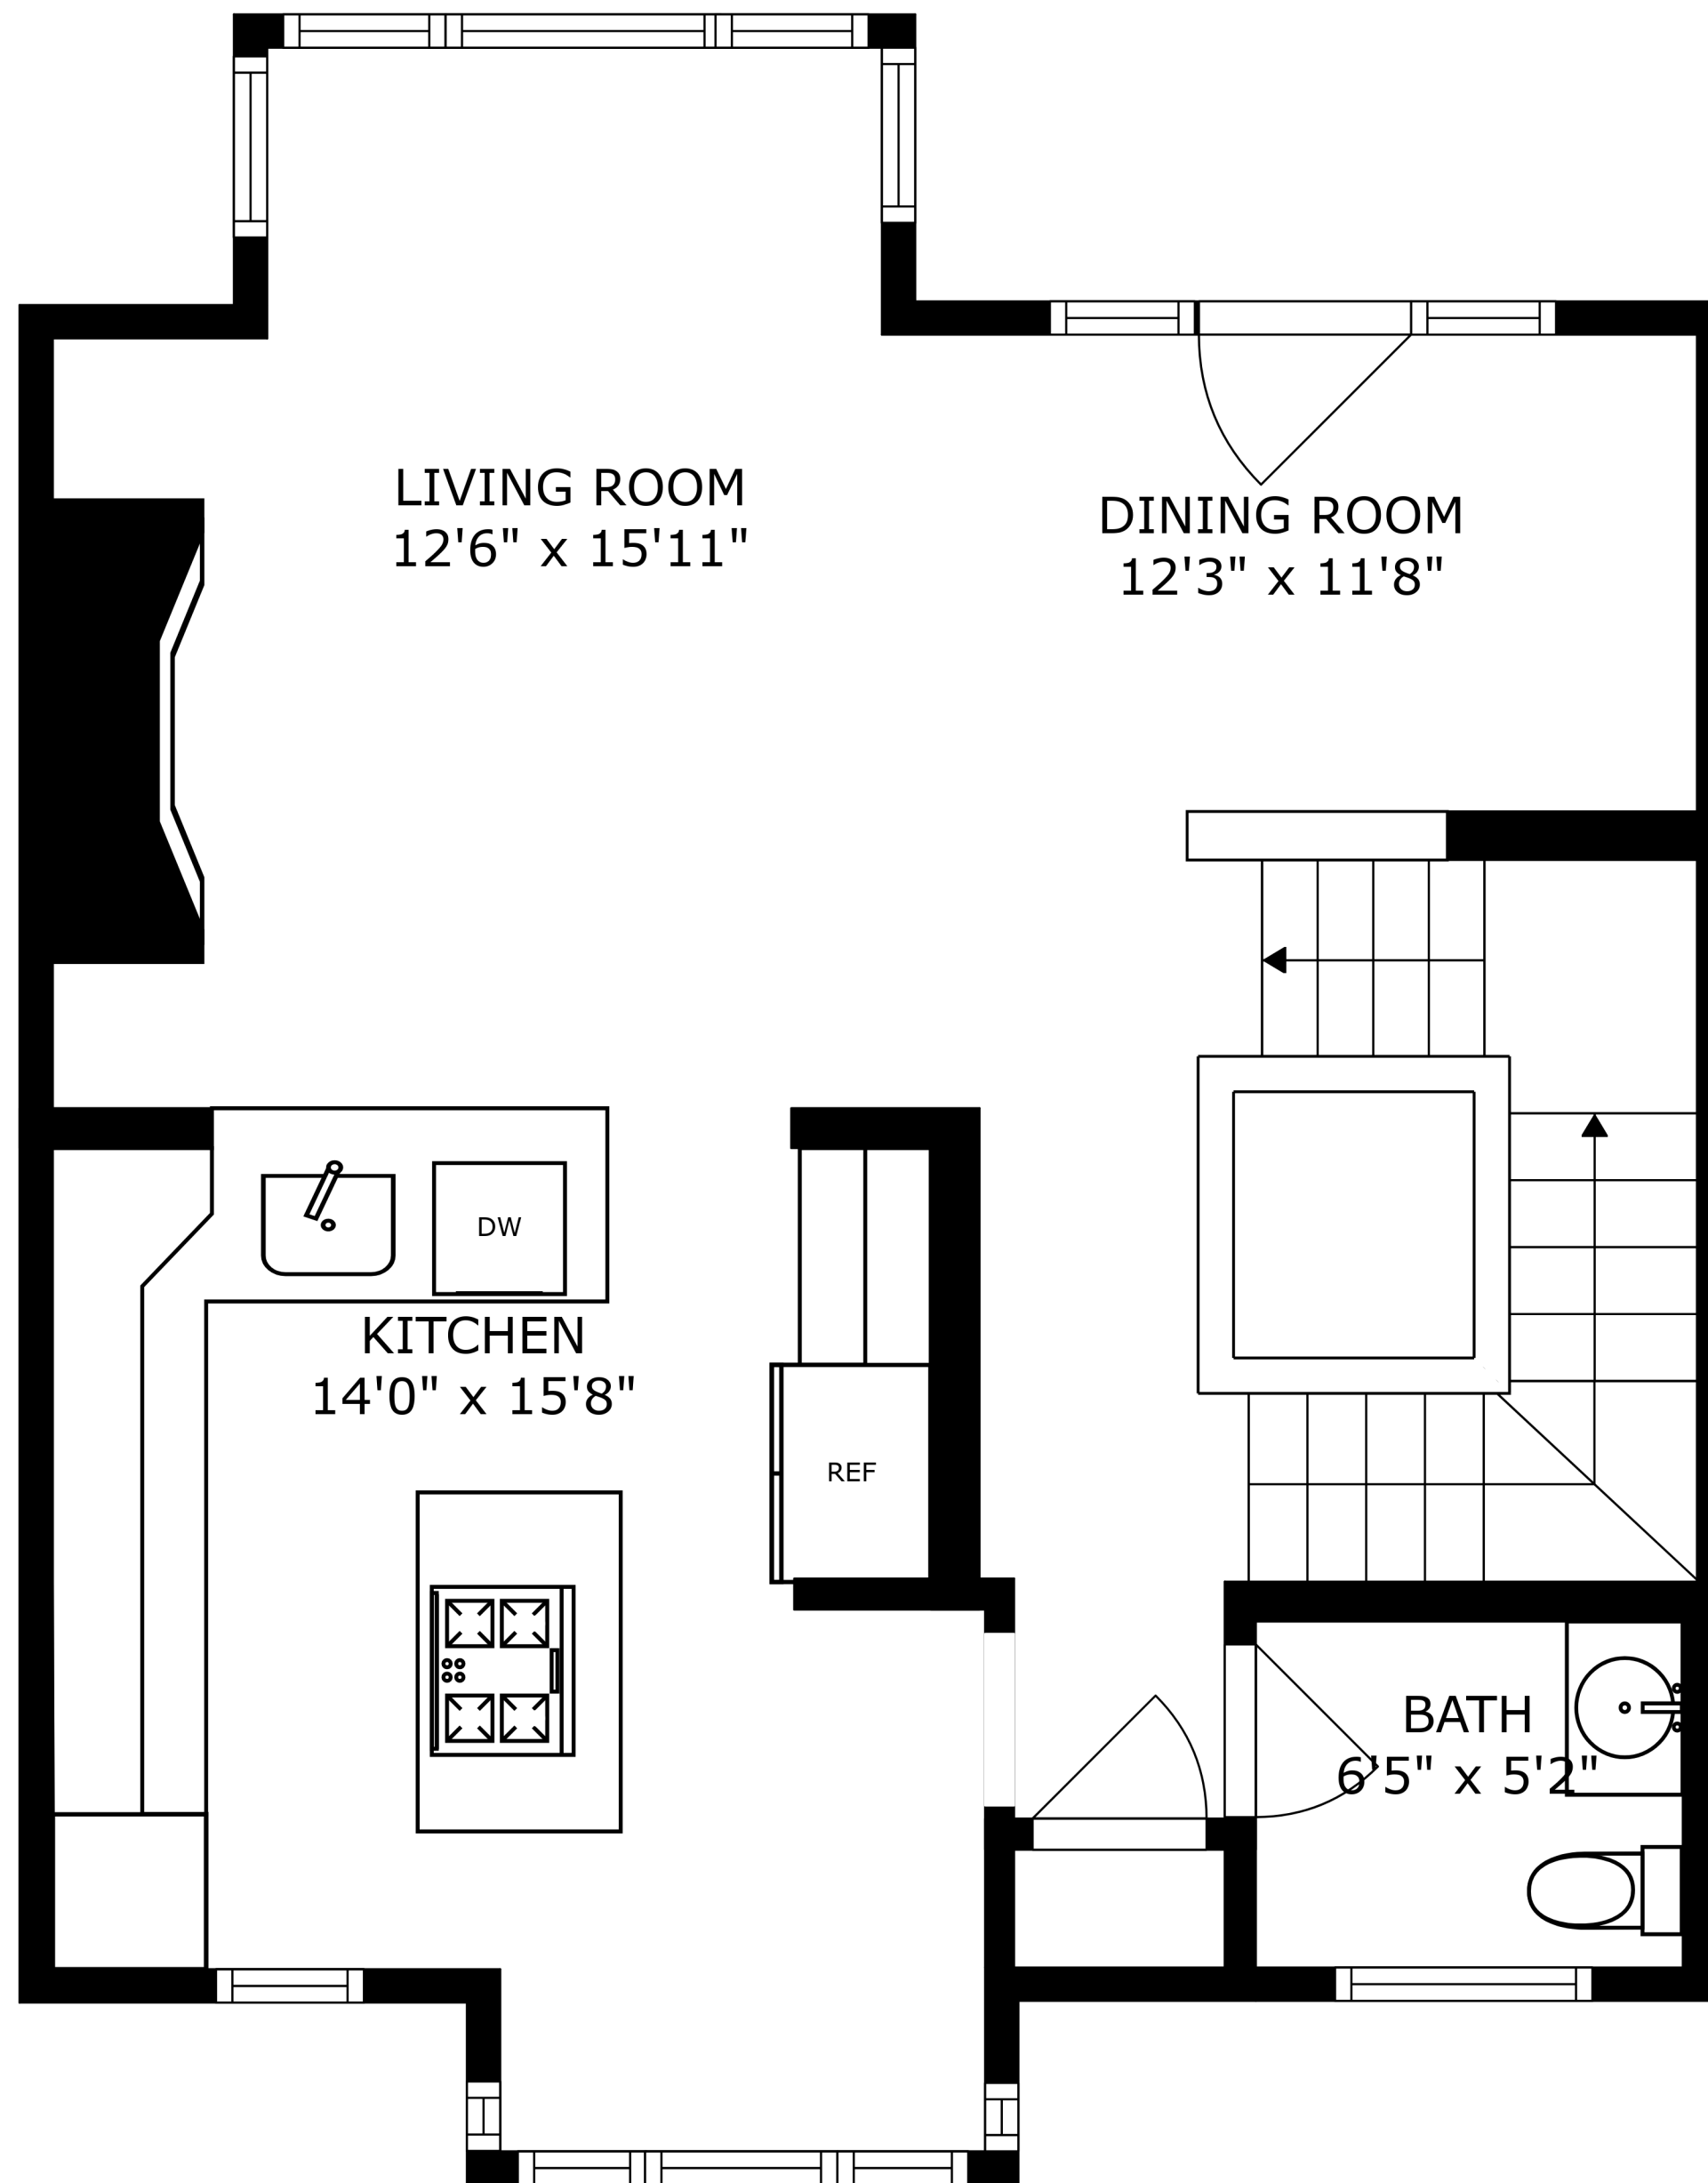 LIVING ROOM
12'6" x 15'11"
DINING ROOM
12'3" x 11'8"
DW
KITCHEN
14'0" x 15'8"
REF
BATH
6'5" x 5'2"